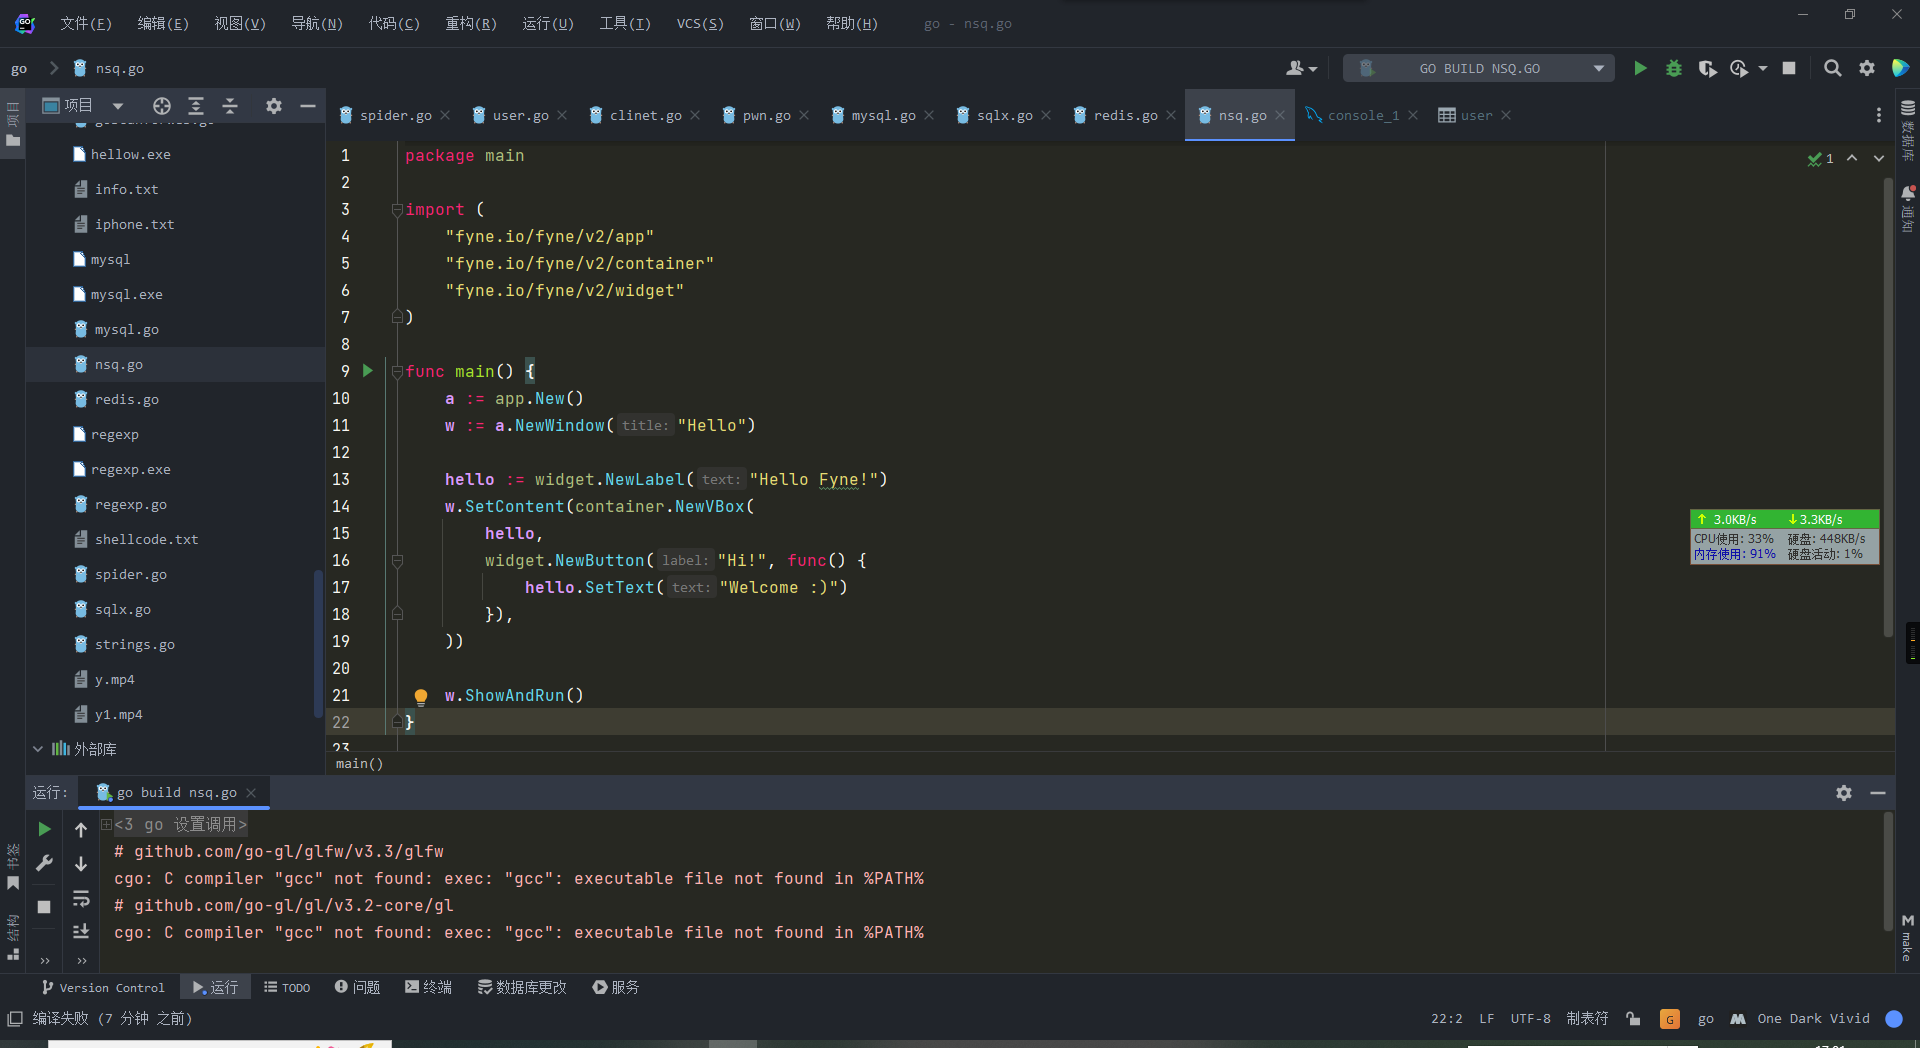 文件(F) 编辑(E) 视图(V) 导航(N) 代码(C) 重构(R) 运行(U) 工具(T) VCS(S) 窗口(W) 帮助(H) go - nsq.go
go nsq.go GO BUILD NSQ.GO
项目
项目
spider.go user.go clinet.go pwn.go mysql.go sqlx.go redis.go nsq.go console_1 user
hellow.exe
info.txt
iphone.txt
mysql
mysql.exe
mysql.go
nsq.go
redis.go
regexp
regexp.exe
regexp.go
shellcode.txt
spider.go
sqlx.go
strings.go
y.mp4
y1.mp4
外部库
1 package main
2
3 import (
4 "fyne.io/fyne/v2/app"
5 "fyne.io/fyne/v2/container"
6 "fyne.io/fyne/v2/widget"
7 )
8
9 func main() {
10 a := app.New()
11 w := a.NewWindow( title: "Hello")
12
13 hello := widget.NewLabel( text: "Hello Fyne!")
14 w.SetContent(container.NewVBox(
15 hello,
16 widget.NewButton( label: "Hi!", func() {
17 hello.SetText( text: "Welcome :)")
18 }),
19 ))
20
21 w.ShowAndRun()
22 }
23
1
数据库
通知
↑ 3.0KB/s ↓ 3.3KB/s
CPU使用: 33% 硬盘: 448KB/s
内存使用: 91% 硬盘活动: 1%
main()
运行: go build nsq.go
<3 go 设置调用>
# github.com/go-gl/glfw/v3.3/glfw
cgo: C compiler "gcc" not found: exec: "gcc": executable file not found in %PATH%
# github.com/go-gl/gl/v3.2-core/gl
cgo: C compiler "gcc" not found: exec: "gcc": executable file not found in %PATH%
书签
结构
M make
Version Control 运行 TODO 问题 终端 数据库更改 服务
编译失败 (7 分钟 之前) 22:2 LF UTF-8 制表符 G go One Dark Vivid